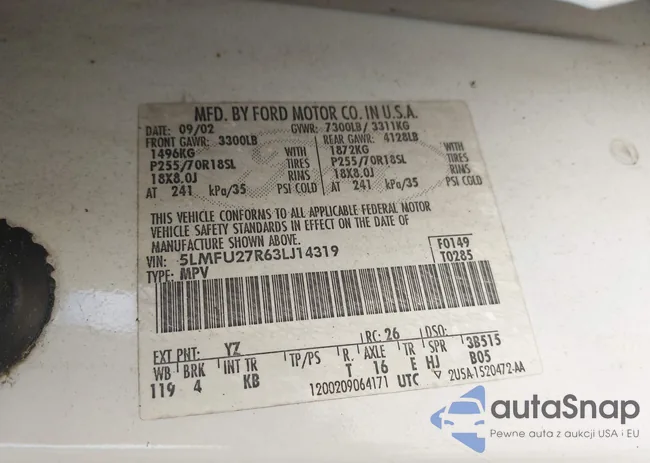 MFD. BY FORD MOTOR CO. IN U.S.A.
DATE: 09/02 GVWR: 7300LB/ 3311KG
FRONT GAWR: 3300LB REAR GAWR: 4128LB
1496KG WITH 1872KG WITH
P255/70R18SL TIRES P255/70R18SL TIRES
18X8.0J RIMS 18X8.0J RIMS
AT 241 kPa/35 PSI COLD AT 241 kPa/35 PSI COLD
THIS VEHICLE CONFORMS TO ALL APPLICABLE FEDERAL MOTOR
VEHICLE SAFETY STANDARDS IN EFFECT ON THE DATE OF
MANUFACTURE SHOWN ABOVE.
VIN: 5LMFU27R63LJ14319 F0149
TYPE: MPV T0285
EXT PNT: YZ RC: 26 DSO: 3B515
WB BRK INT TR TP/PS R. AXLE TR SPR B05
119 4 KB T 16 E HJ
1200209064171 UTC ▽ 2U5A-1520472-AA
autaSnap
Pewne auta z aukcji USA i EU